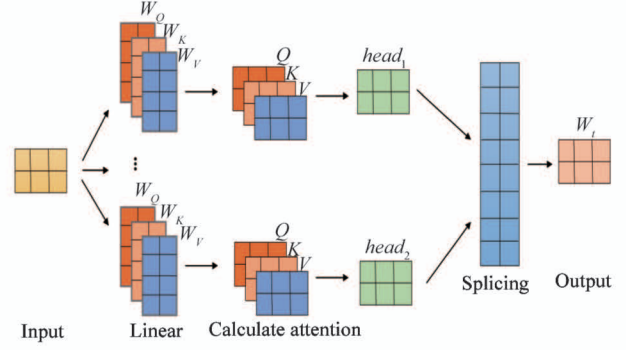 W_Q
W_K
W_V
Q
K
V
head_1
W_Q
W_K
W_V
Q
K
V
head_2
W_t
Splicing
Output
Input
Linear
Calculate attention